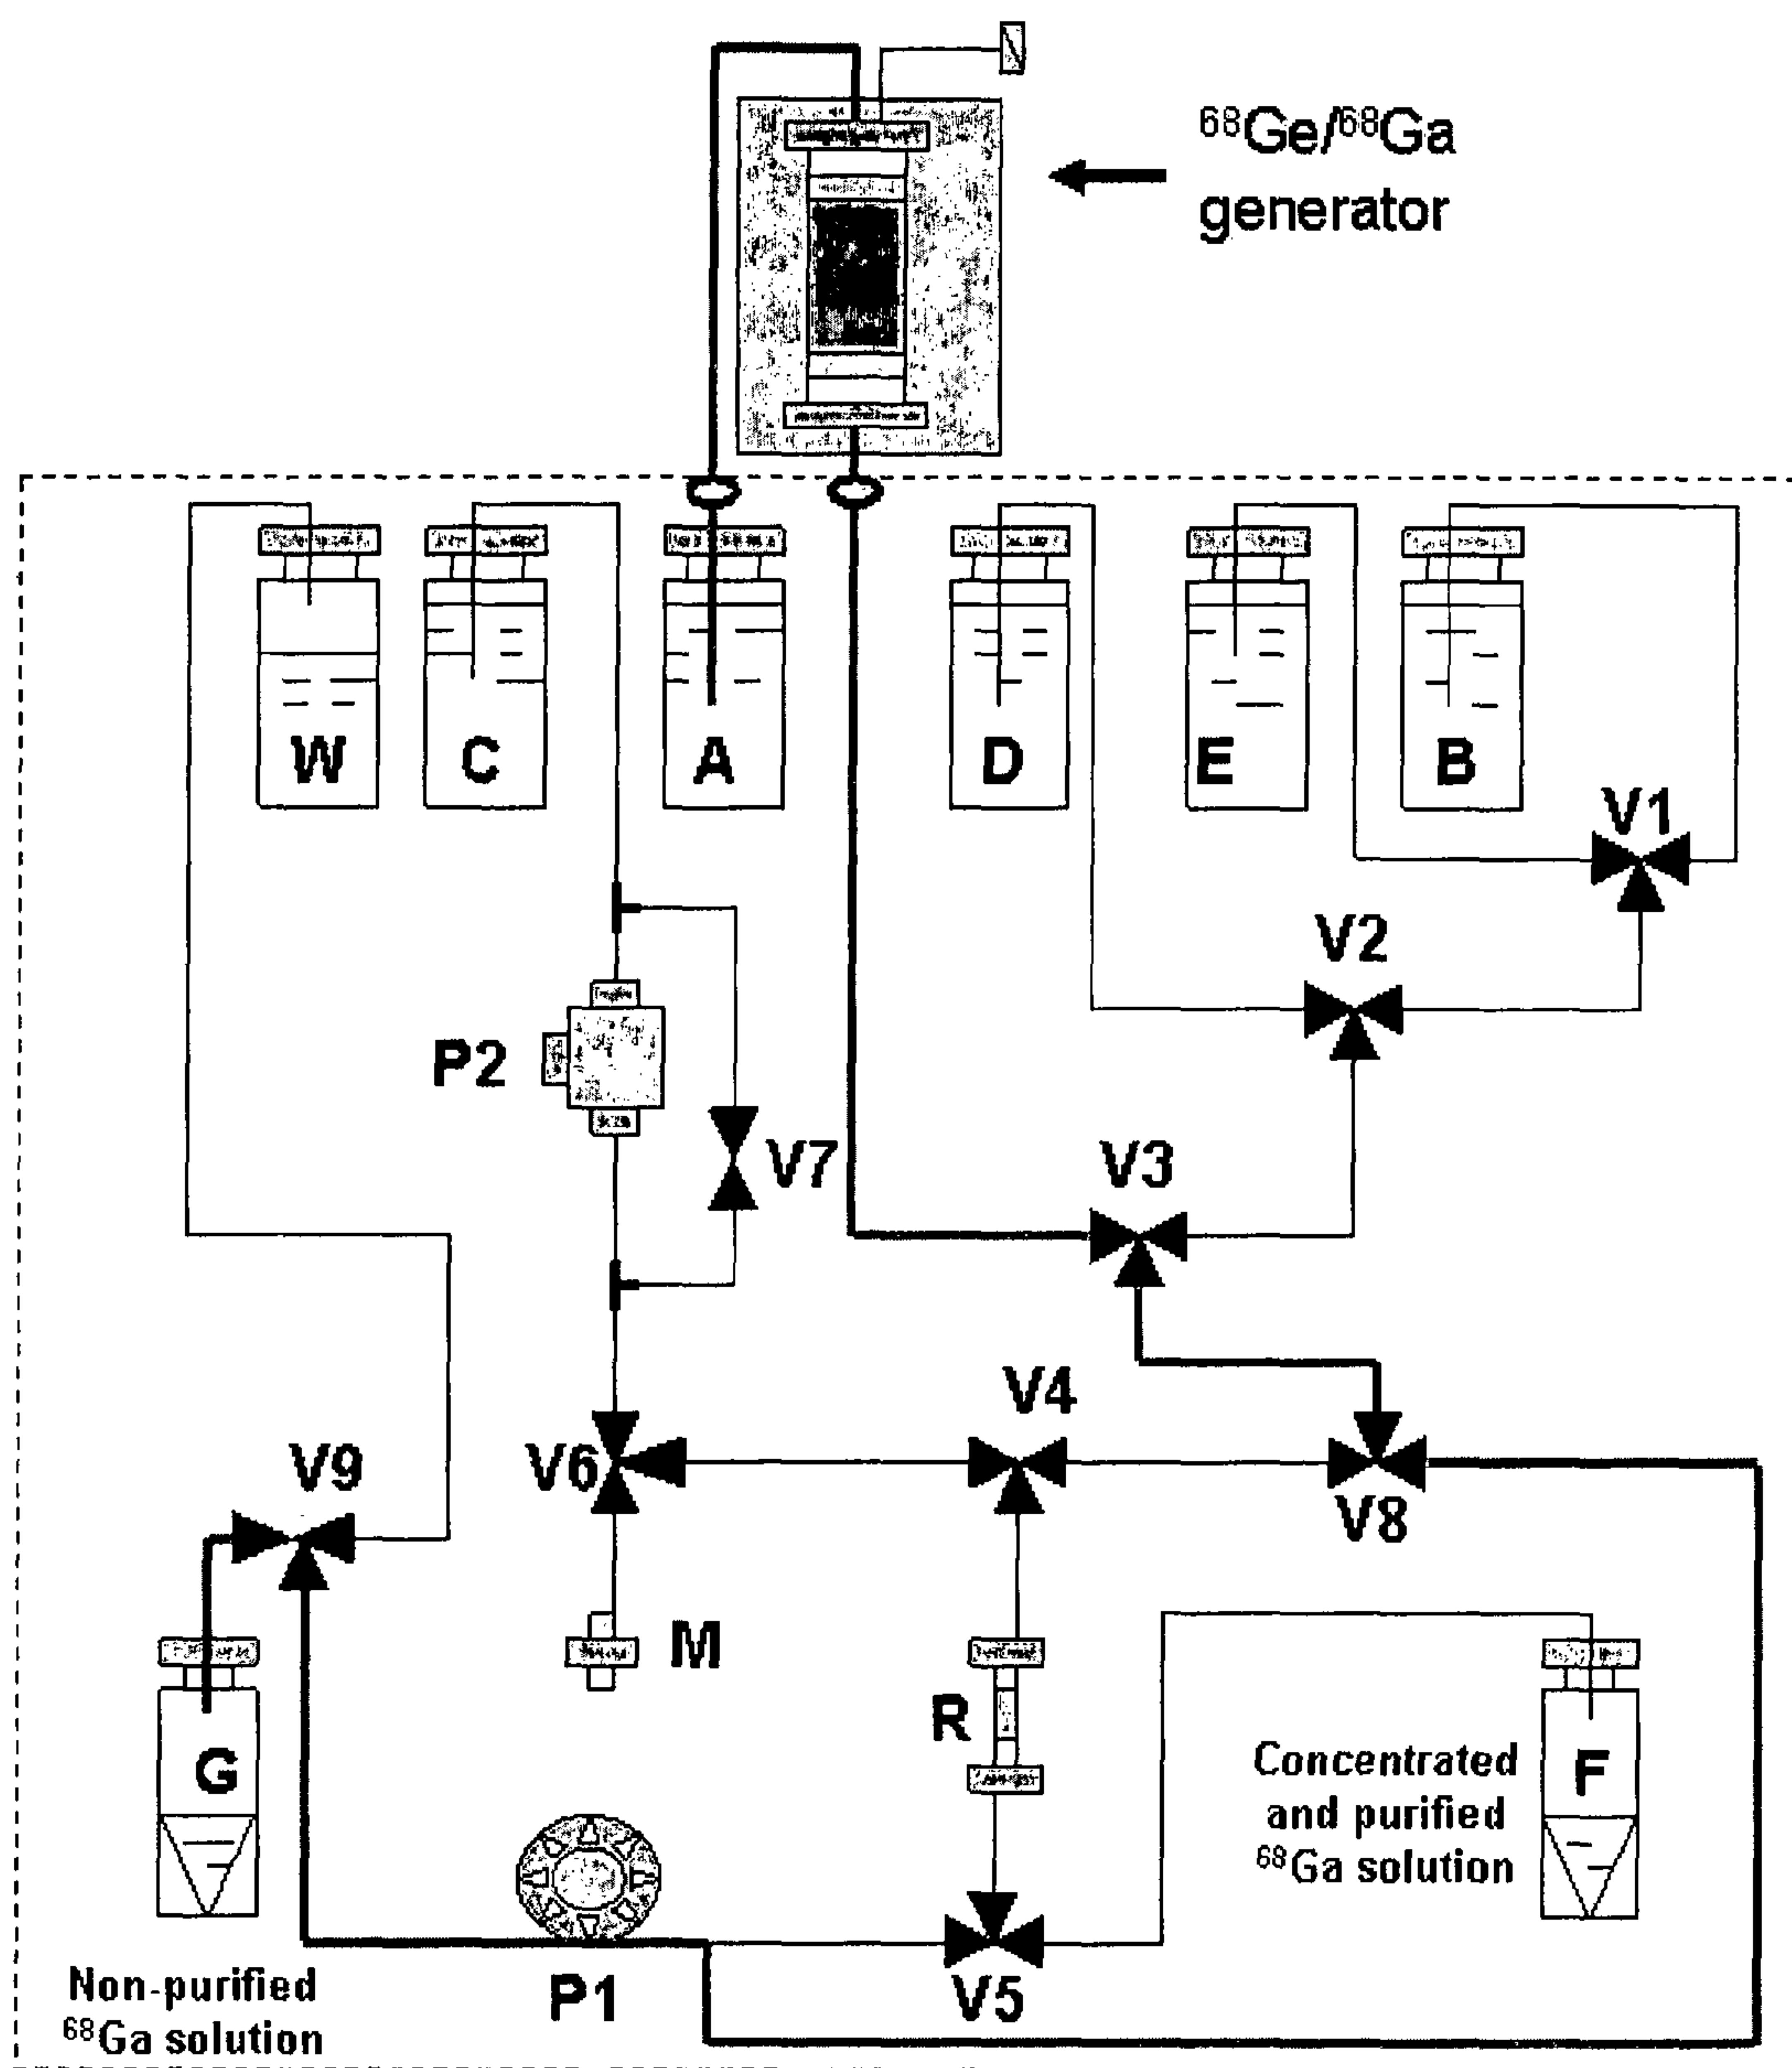 ⁶⁸Ge/⁶⁸Ga
generator
W
C
A
D
E
B
V1
V2
P2
V7
V3
V4
V9
V6
V8
M
R
G
Concentrated
and purified
⁶⁸Ga solution
F
Non-purified
⁶⁸Ga solution
P1
V5